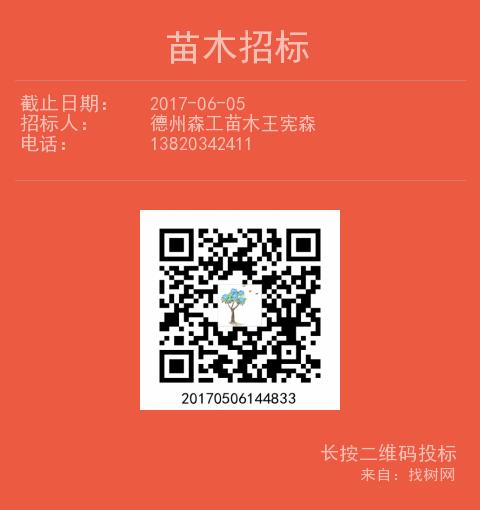 苗木招标
截止日期： 2017-06-05
招标人： 德州森工苗木王宪森
电话： 13820342411
20170506144833
长按二维码投标
来自：找树网